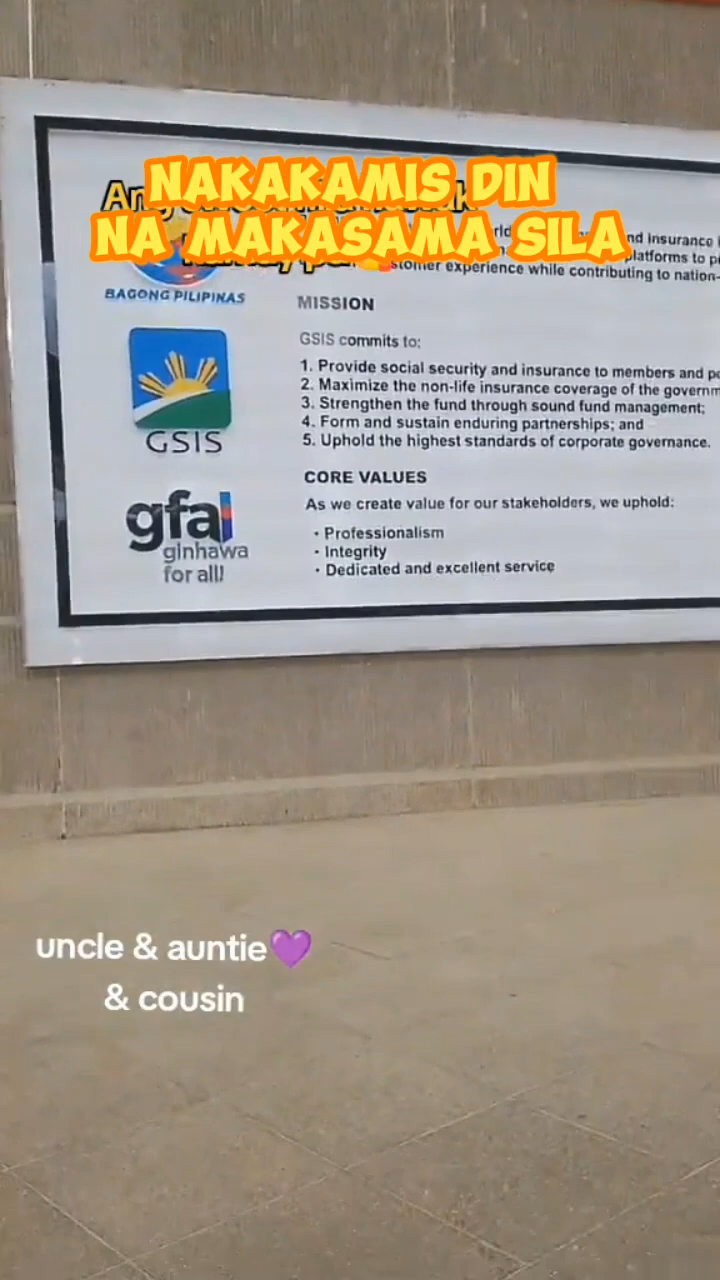 NAKAKAMIS DIN
NA MAKASAMA SILA
nd insurance
stomer experience while contributing to nation-
BAGONG PILIPINAS
MISSION
GSIS commits to:
1. Provide social security and insurance to members and
2. Maximize the non-life insurance coverage of the
3. Strengthen the fund through sound fund management;
4. Form and sustain enduring partnerships; and
5. Uphold the highest standards of corporate governance.
GSIS
CORE VALUES
As we create value for our stakeholders, we uphold:
· Professionalism
· Integrity
· Dedicated and excellent service
gfal
ginhawa
for all!
uncle & auntie💜
& cousin